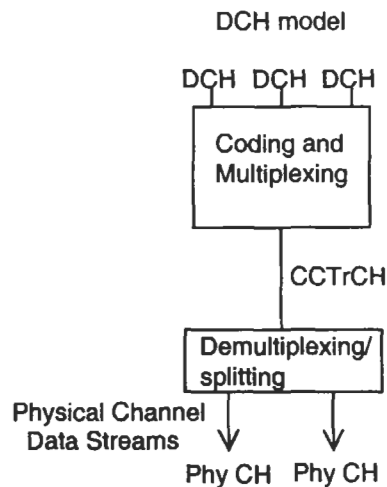 DCH model
DCH DCH DCH
Coding and
Multiplexing
CCTrCH
Demultiplexing/
splitting
Physical Channel
Data Streams
Phy CH Phy CH